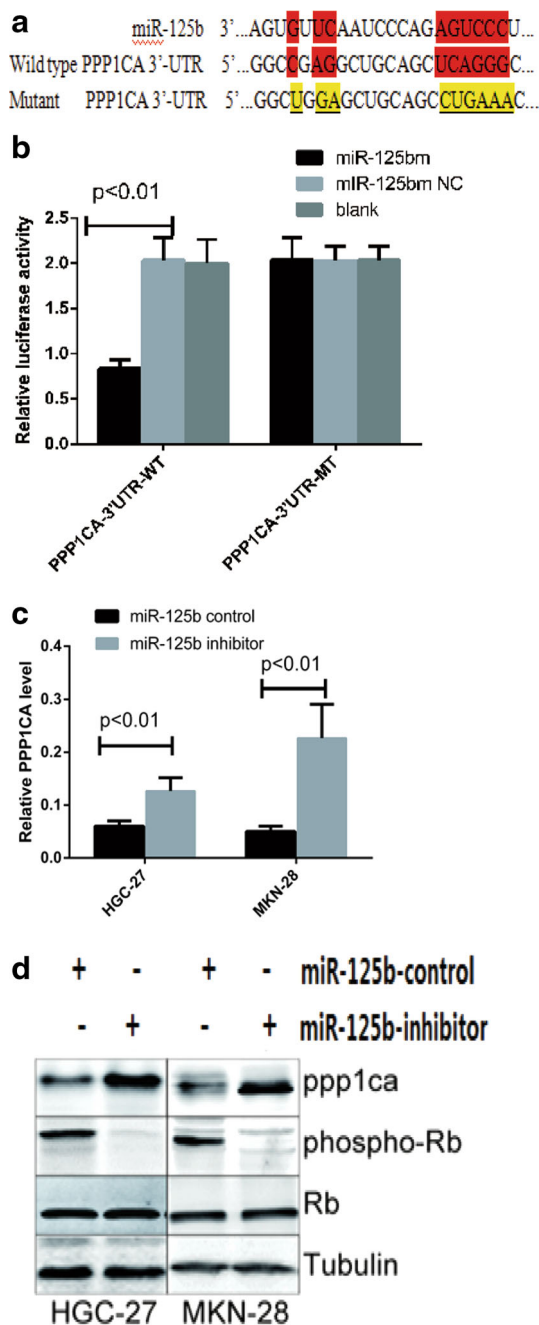 a
miR-125b 3'...AGUGUUCAAUCCCAGAGUCCCU...
Wild type PPP1CA 3'-UTR 5'...GGCCGAGGCUGCAGCUCAGGGC...
Mutant PPP1CA 3'-UTR 5'...GGCUGGAGCUGCAGCCUGAAAC...
b
miR-125bm
mIR-125bm NC
blank
p<0.01
Relative luciferase activity
2.5
2.0
1.5
1.0
0.5
0.0
PPP1CA-3'UTR-WT
PPP1CA-3'UTR-MT
c
miR-125b control
miR-125b inhibitor
p<0.01
p<0.01
Relative PPP1CA level
0.4
0.3
0.2
0.1
0.0
HGC-27
MKN-28
d
+ - + - miR-125b-control
- + - + miR-125b-inhibitor
ppp1ca
phospho-Rb
Rb
Tubulin
HGC-27 MKN-28